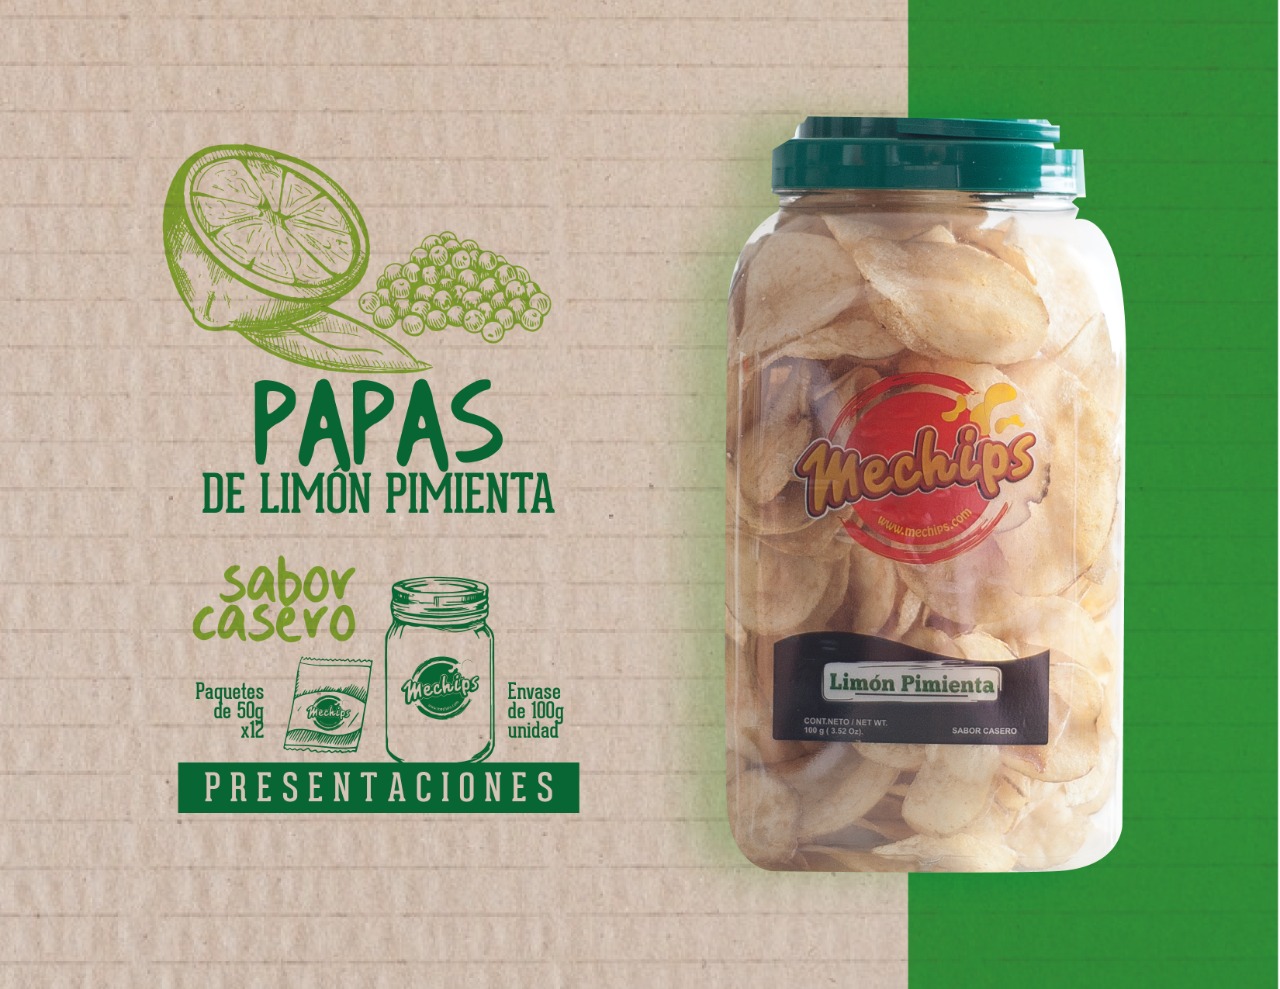 PAPAS
DE LIMÓN PIMIENTA
sabor
casero
Paquetes
de 50g
x12
Mechips
Mechips
Envase
de 100g
unidad
PRESENTACIONES
Mechips
www.mechips.com
Limón Pimienta
CONT.NETO / NET WT.
100 g ( 3.52 Oz).
SABOR CASERO